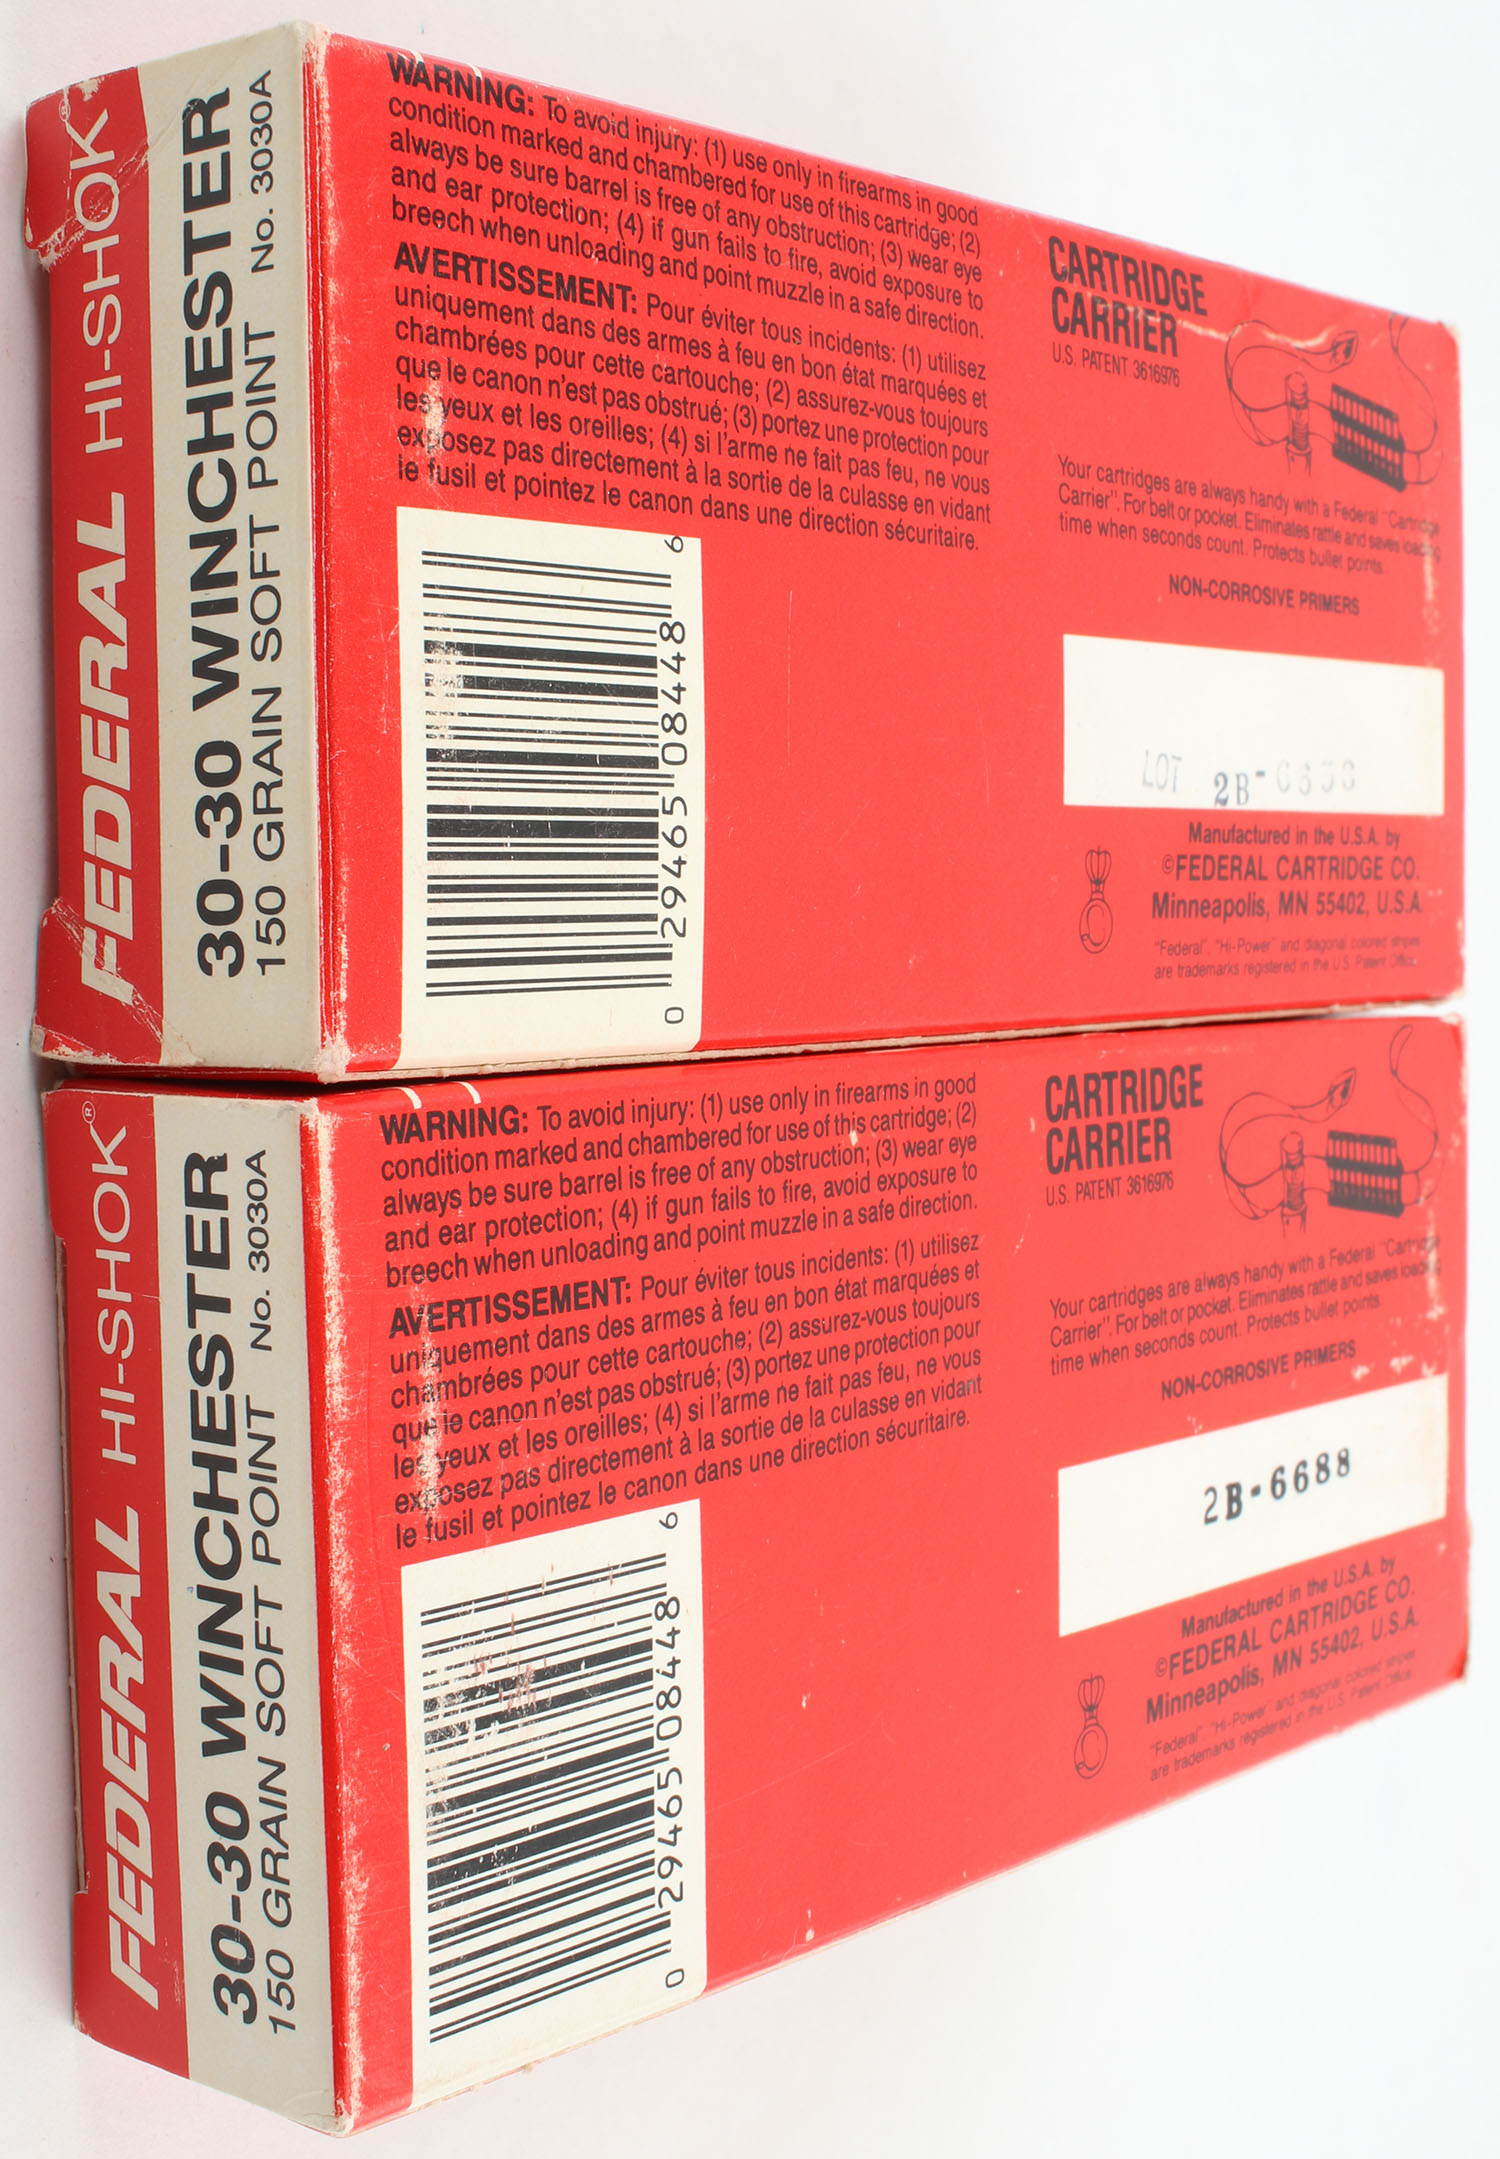 FEDERAL HI-SHOK®
30-30 WINCHESTER
150 GRAIN SOFT POINT No. 3030A
WARNING: To avoid injury: (1) use only in firearms in good
condition marked and chambered for use of this cartridge; (2)
always be sure barrel is free of any obstruction; (3) wear eye
and ear protection; (4) if gun fails to fire, avoid exposure to
breech when unloading and point muzzle in a safe direction.
AVERTISSEMENT: Pour éviter tous incidents: (1) utilisez
uniquement dans des armes à feu en bon état marquées et
chambrées pour cette cartouche; (2) assurez-vous toujours
que le canon n'est pas obstrué; (3) portez une protection pour
les yeux et les oreilles; (4) si l'arme ne fait pas feu, ne vous
exposez pas directement à la sortie de la culasse en vidant
le fusil et pointez le canon dans une direction sécuritaire.
0 29465 08448 6
CARTRIDGE
CARRIER
U.S. PATENT 3616976
Your cartridges are always handy with a Federal "Cartridge
Carrier". For belt or pocket. Eliminates rattle and saves loading
time when seconds count. Protects bullet points.
NON-CORROSIVE PRIMERS
LOT 2B-
Manufactured in the U.S.A. by
©FEDERAL CARTRIDGE CO.
Minneapolis, MN 55402, U.S.A.
"Federal", "Hi-Power" and diagonal colored stripes
are trademarks registered in the U.S. Patent Office.
FEDERAL HI-SHOK®
30-30 WINCHESTER
150 GRAIN SOFT POINT No. 3030A
WARNING: To avoid injury: (1) use only in firearms in good
condition marked and chambered for use of this cartridge; (2)
always be sure barrel is free of any obstruction; (3) wear eye
and ear protection; (4) if gun fails to fire, avoid exposure to
breech when unloading and point muzzle in a safe direction.
AVERTISSEMENT: Pour éviter tous incidents: (1) utilisez
uniquement dans des armes à feu en bon état marquées et
chambrées pour cette cartouche; (2) assurez-vous toujours
que le canon n'est pas obstrué; (3) portez une protection pour
les yeux et les oreilles; (4) si l'arme ne fait pas feu, ne vous
exposez pas directement à la sortie de la culasse en vidant
le fusil et pointez le canon dans une direction sécuritaire.
0 29465 08448 6
CARTRIDGE
CARRIER
U.S. PATENT 3616976
Your cartridges are always handy with a Federal "Cartridge
Carrier". For belt or pocket. Eliminates rattle and saves loading
time when seconds count. Protects bullet points.
NON-CORROSIVE PRIMERS
2B-6688
Manufactured in the U.S.A. by
©FEDERAL CARTRIDGE CO.
Minneapolis, MN 55402, U.S.A.
"Federal", "Hi-Power" and diagonal colored stripes
are trademarks registered in the U.S. Patent Office.